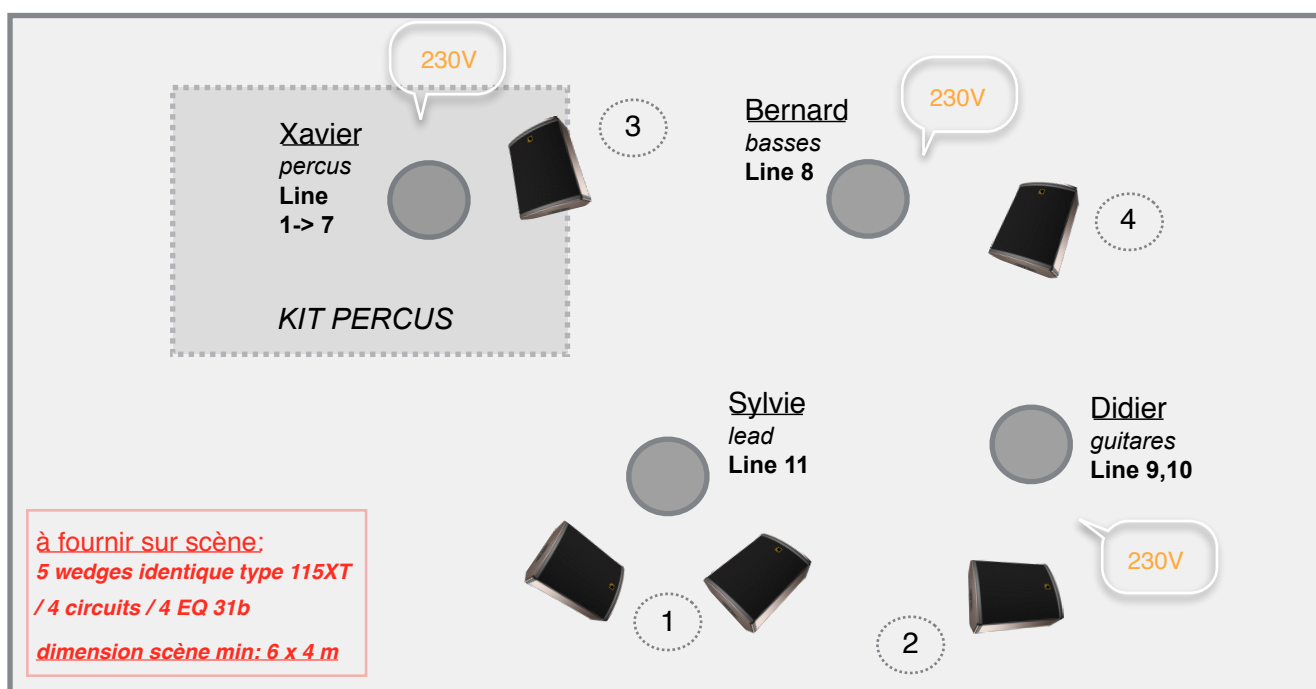 230V
Xavier
percus
Line
1-> 7
3
KIT PERCUS
Bernard
basses
Line 8
230V
4
Sylvie
lead
Line 11
Didier
guitares
Line 9,10
230V
1
2
à fournir sur scène:
5 wedges identique type 115XT
/ 4 circuits / 4 EQ 31b
dimension scène min: 6 x 4 m